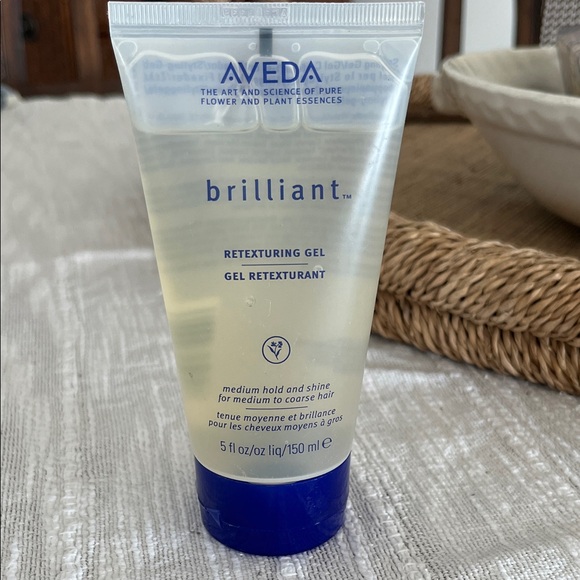 AVEDA
THE ART AND SCIENCE OF PURE
FLOWER AND PLANT ESSENCES
brilliant™
RETEXTURING GEL
GEL RETEXTURANT
medium hold and shine
for medium to coarse hair
tenue moyenne et brillance
pour les cheveux moyens à gros
5 fl oz/oz liq/150 ml ℮